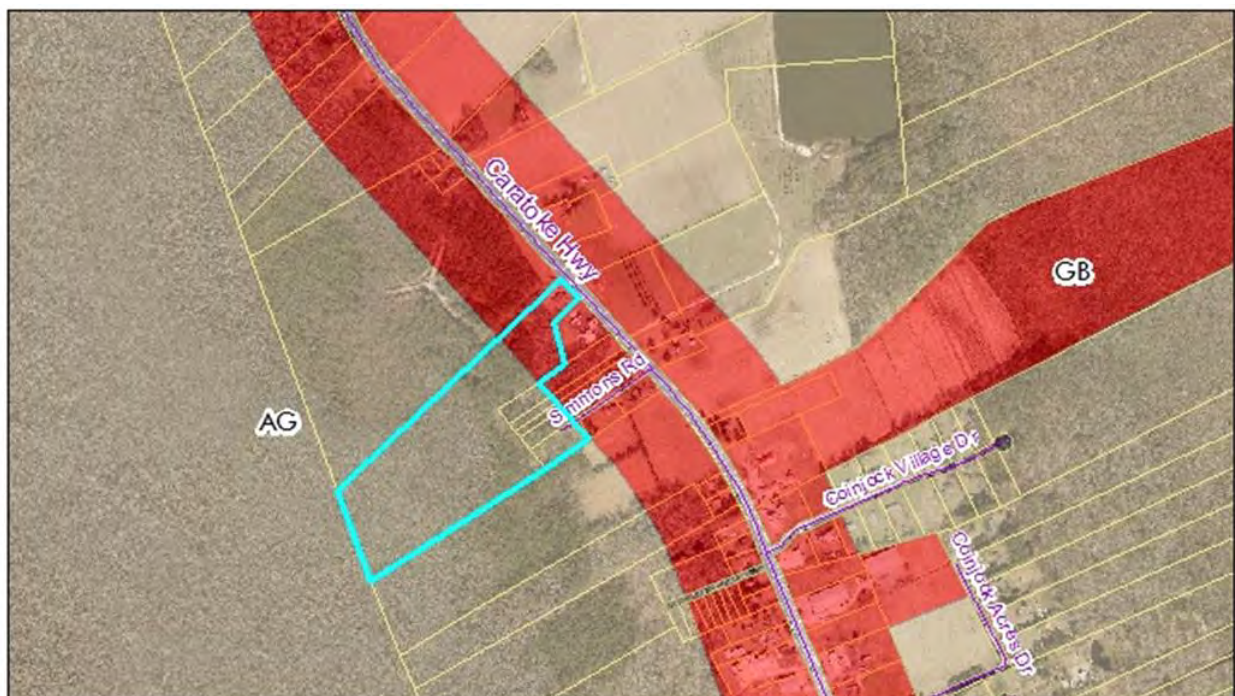 Caratoke Hwy
GB
Simmons Rd
AG
Coinjock Village Dr
Coinjock Acres Dr